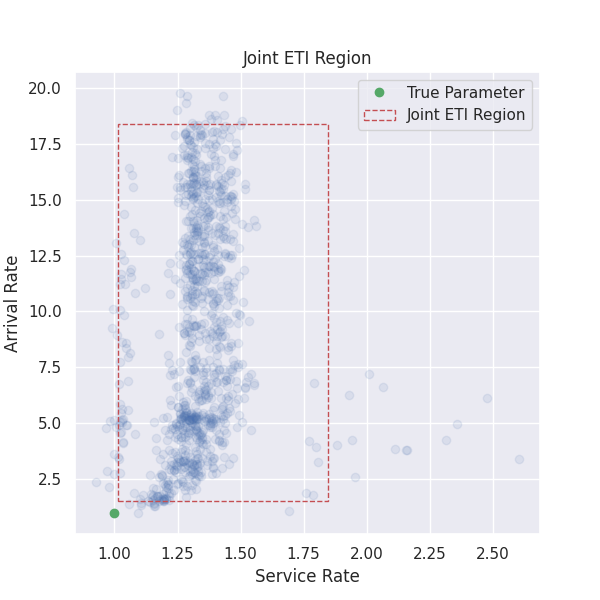 Joint ETI Region
True Parameter
Joint ETI Region
20.0
17.5
15.0
12.5
10.0
7.5
5.0
2.5
Arrival Rate
1.00 1.25 1.50 1.75 2.00 2.25 2.50
Service Rate